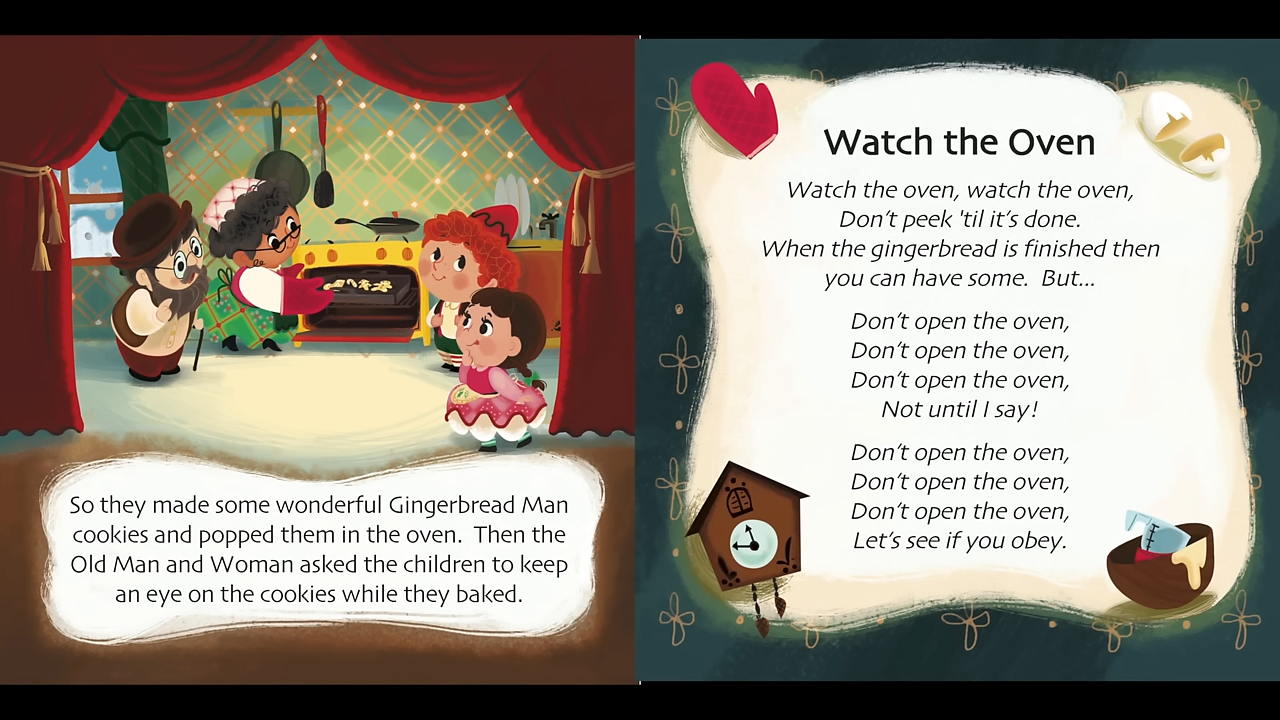 So they made some wonderful Gingerbread Man
cookies and popped them in the oven.  Then the
Old Man and Woman asked the children to keep
an eye on the cookies while they baked.
Watch the Oven
Watch the oven, watch the oven,
Don't peek 'til it's done.
When the gingerbread is finished then
you can have some.  But...
Don't open the oven,
Don't open the oven,
Don't open the oven,
Not until I say!
Don't open the oven,
Don't open the oven,
Don't open the oven,
Let's see if you obey.